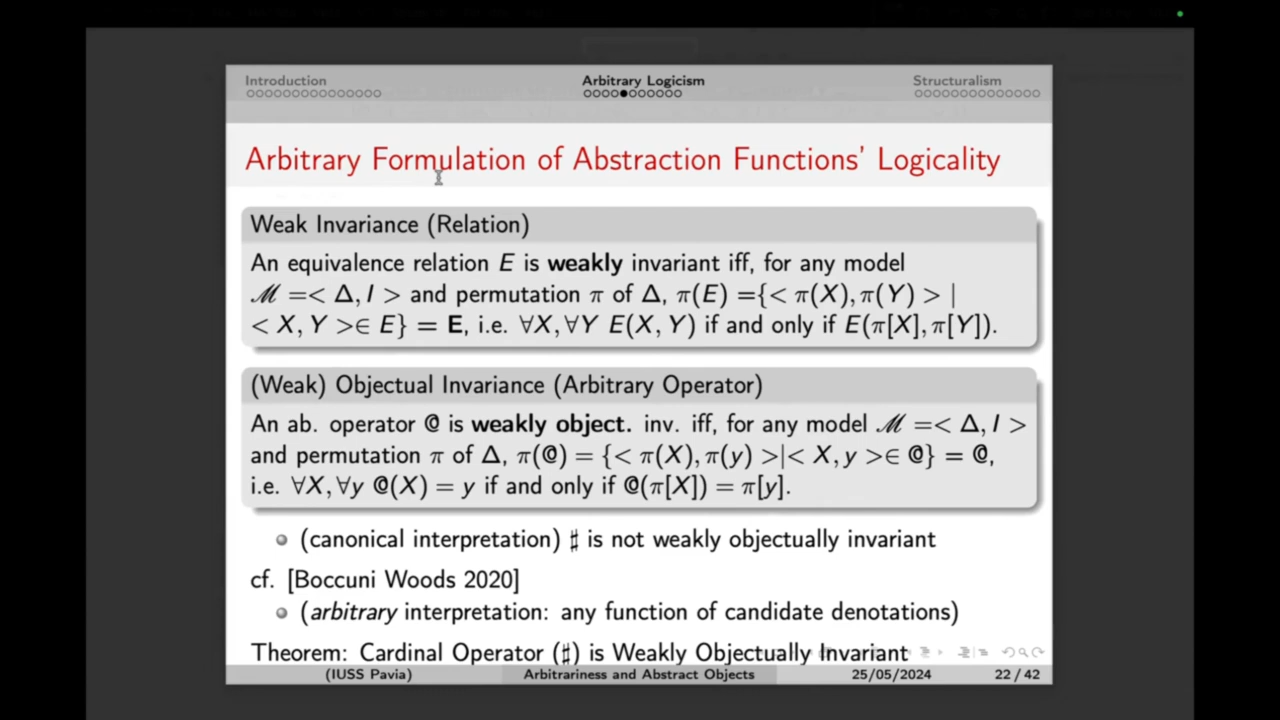 Introduction
Arbitrary Logicism
Structuralism
Arbitrary Formulation of Abstraction Functions' Logicality
Weak Invariance (Relation)
An equivalence relation E is weakly invariant iff, for any model
ℳ =< Δ, I > and permutation π of Δ, π(E) ={< π(X), π(Y) > |
< X, Y >∈ E} = E, i.e. ∀X, ∀Y E(X, Y) if and only if E(π[X], π[Y]).
(Weak) Objectual Invariance (Arbitrary Operator)
An ab. operator @ is weakly object. inv. iff, for any model ℳ =< Δ, I >
and permutation π of Δ, π(@) = {< π(X), π(y) >|< X, y >∈ @} = @,
i.e. ∀X, ∀y @(X) = y if and only if @(π[X]) = π[y].
(canonical interpretation) ♯ is not weakly objectually invariant
cf. [Boccuni Woods 2020]
(arbitrary interpretation: any function of candidate denotations)
Theorem: Cardinal Operator (♯) is Weakly Objectually Invariant
(IUSS Pavia)
Arbitrariness and Abstract Objects
25/05/2024
22 / 42